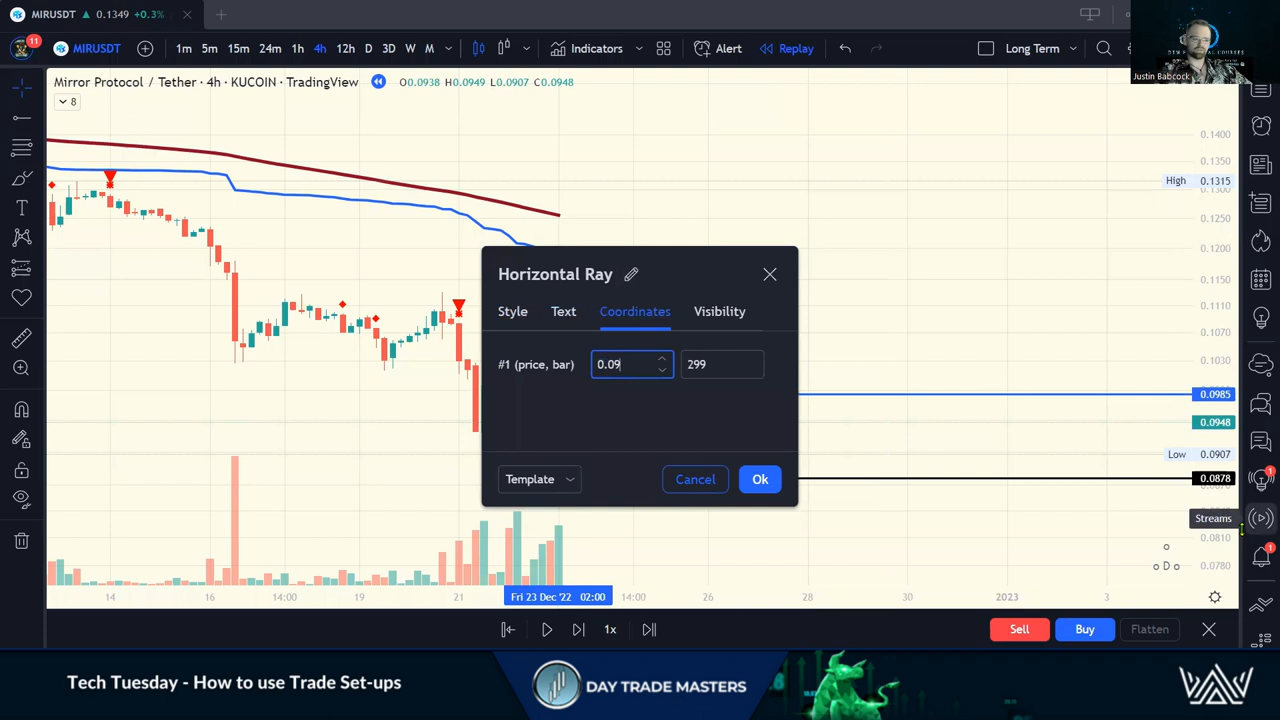 MIRUSDT 0.1349 +0.3%
11 MIRUSDT 1m 5m 15m 24m 1h 4h 12h D 3D W M Indicators Alert Replay Long Term
Justin Babcock
Mirror Protocol / Tether · 4h · KUCOIN · TradingView O0.0938 H0.0949 L0.0907 C0.0948
8
0.1400
0.1350
High 0.1315
0.1300
0.1250
0.1200
0.1150
0.1110
0.1070
0.1030
0.0985
0.0948
Low 0.0907
0.0878
Streams
0.0810
0.0780
Horizontal Ray
Style Text Coordinates Visibility
#1 (price, bar) 0.09 299
Template Cancel Ok
1
1
D
14 16 14:00 19 21 Fri 23 Dec '22 02:00 14:00 26 28 30 2023 3
1x Sell Buy Flatten
Tech Tuesday - How to use Trade Set-ups
DAY TRADE MASTERS